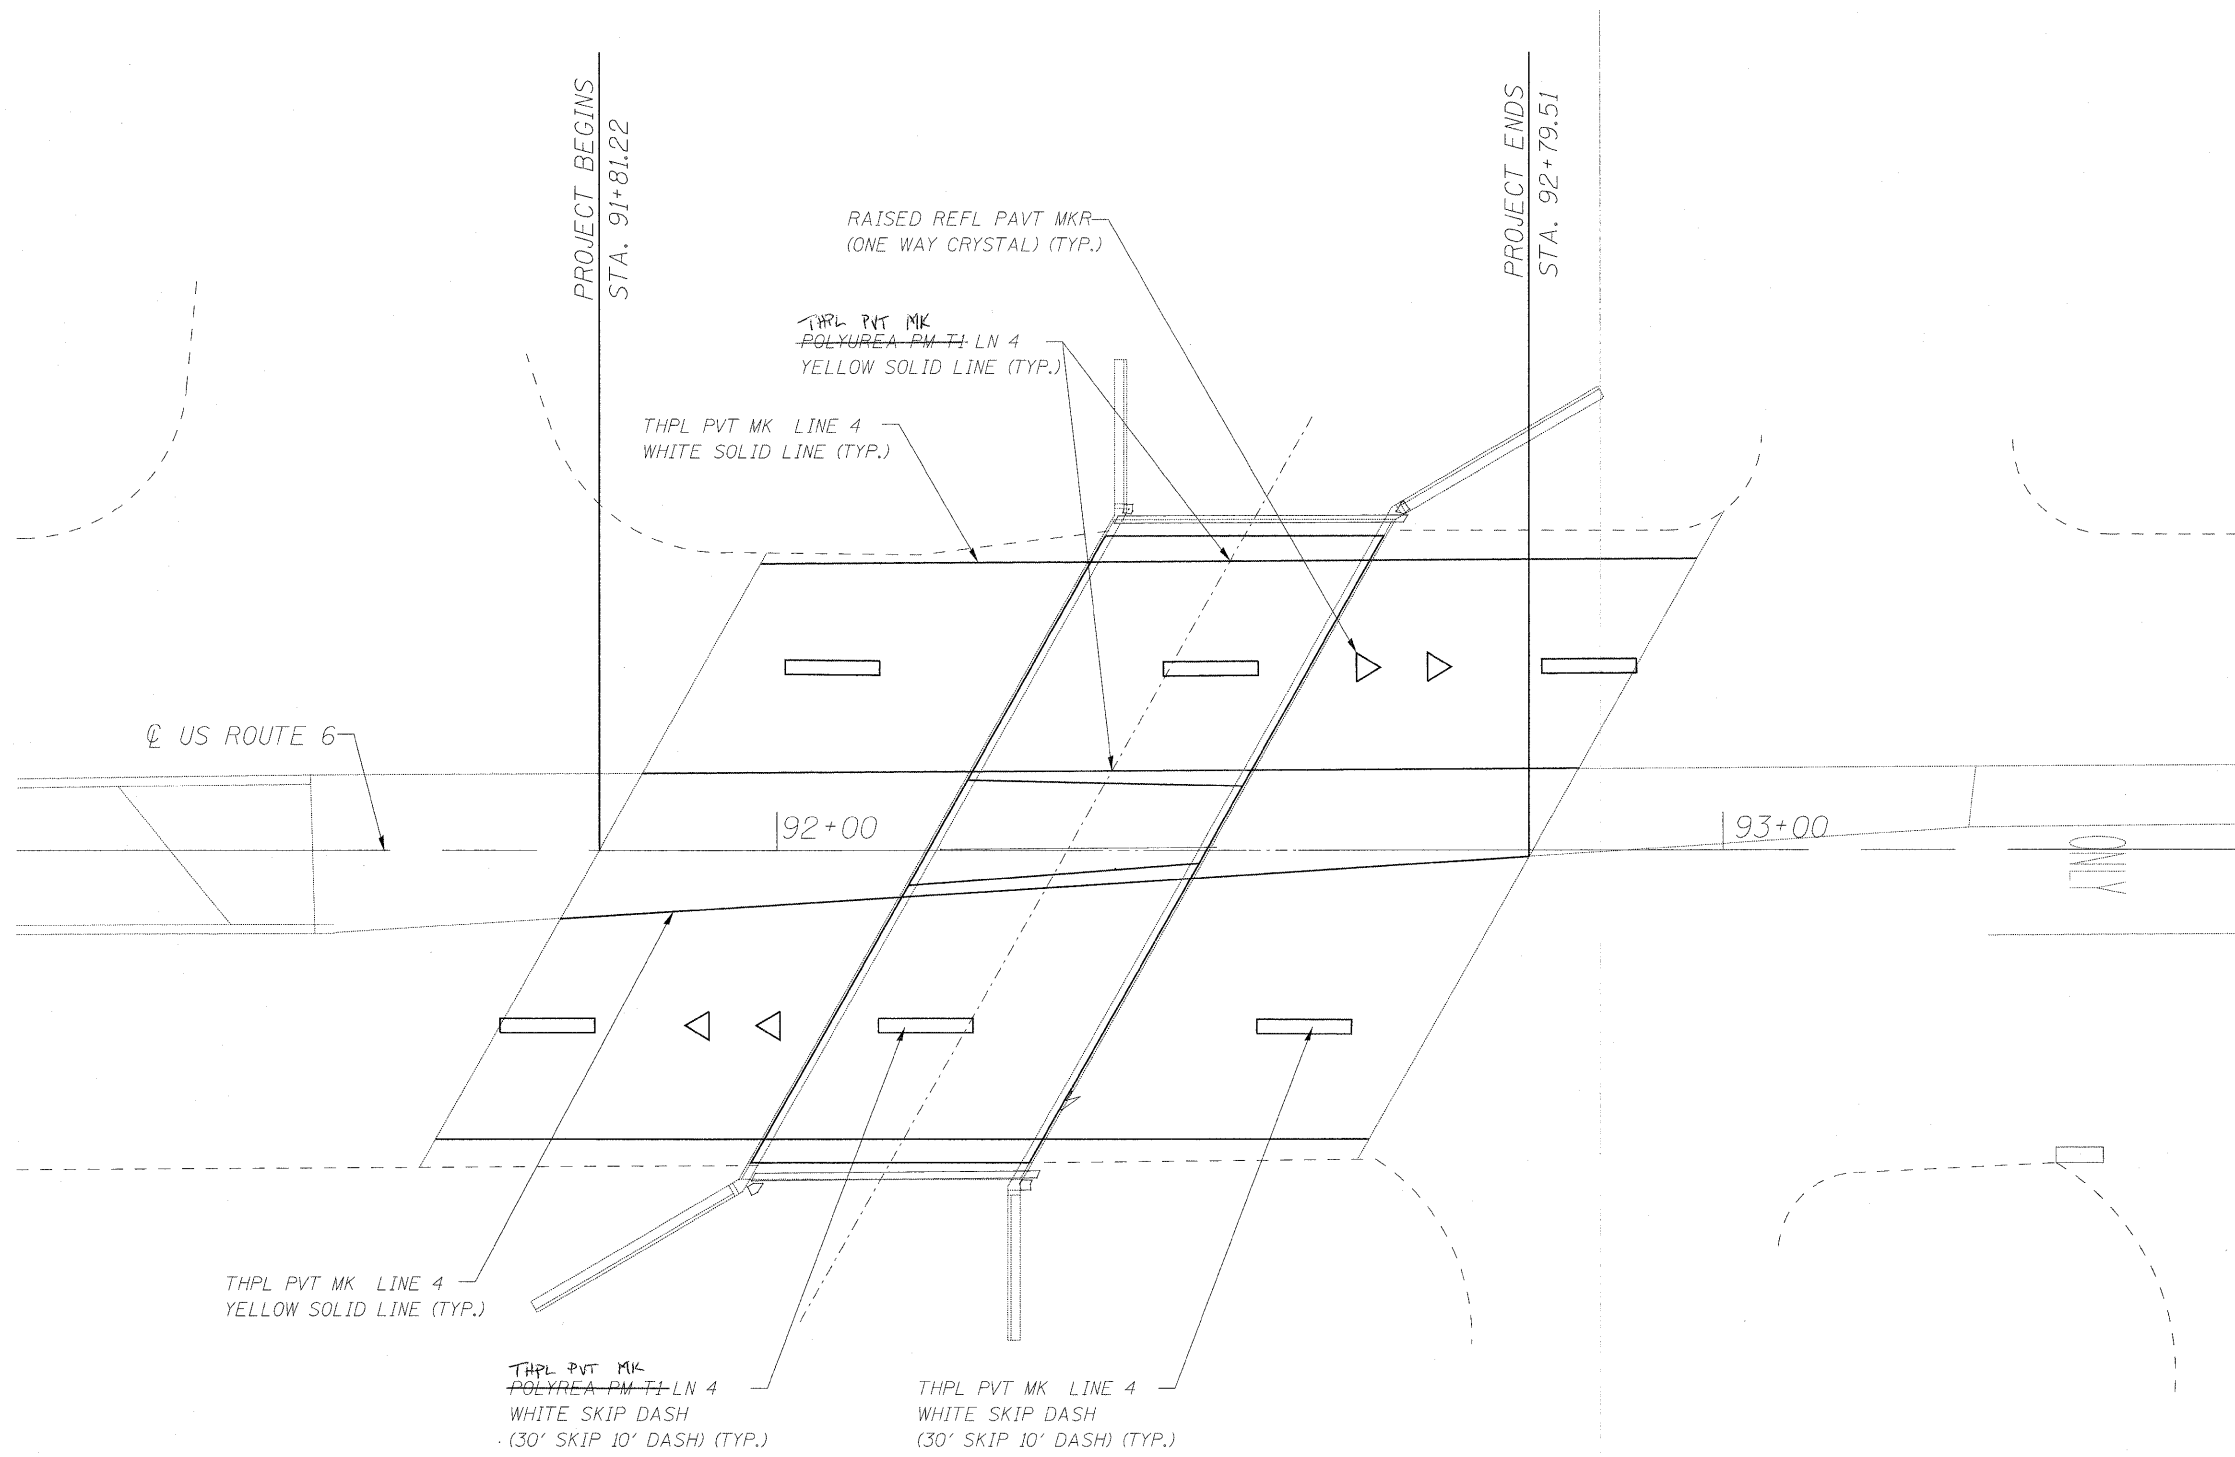 PROJECT BEGINS
STA. 91+81.22
PROJECT ENDS
STA. 92+79.51
RAISED REFL PAVT MKR
(ONE WAY CRYSTAL) (TYP.)
THPL PVT MK
POLYUREA PM T1 LN 4
YELLOW SOLID LINE (TYP.)
THPL PVT MK LINE 4
WHITE SOLID LINE (TYP.)
℄ US ROUTE 6
92+00
93+00
ONLY
THPL PVT MK LINE 4
YELLOW SOLID LINE (TYP.)
THPL PVT MK
POLYREA PM T1 LN 4
WHITE SKIP DASH
(30' SKIP 10' DASH) (TYP.)
THPL PVT MK LINE 4
WHITE SKIP DASH
(30' SKIP 10' DASH) (TYP.)